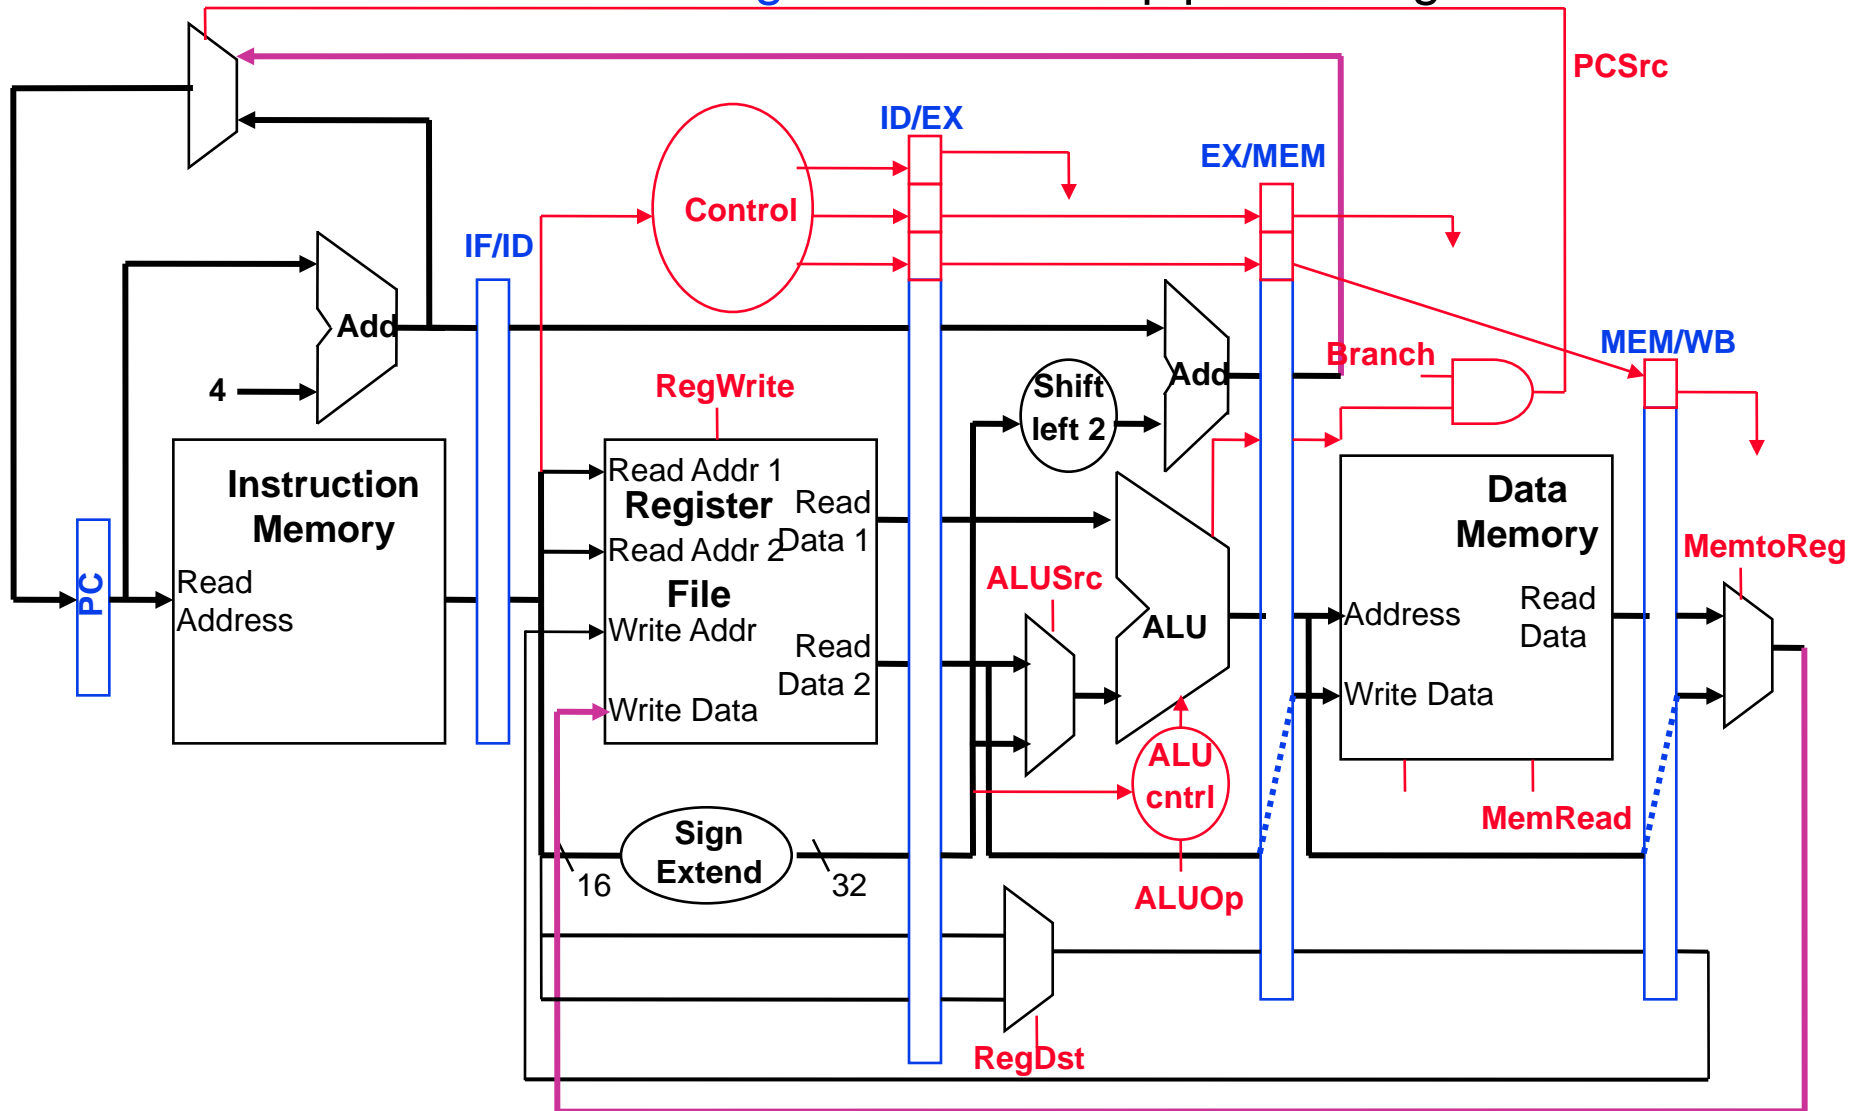 PCSrc
ID/EX
EX/MEM
Control
IF/ID
Add
4
Branch
MEM/WB
Shift
left 2
Add
RegWrite
Instruction
Memory
Read
Address
PC
Read Addr 1
Register
Read
Data 1
Read Addr 2
File
Write Addr
Read
Data 2
Write Data
ALUSrc
ALU
Data
Memory
Address
Read
Data
Write Data
MemtoReg
ALU
cntrl
MemRead
Sign
Extend
16
32
ALUOp
RegDst